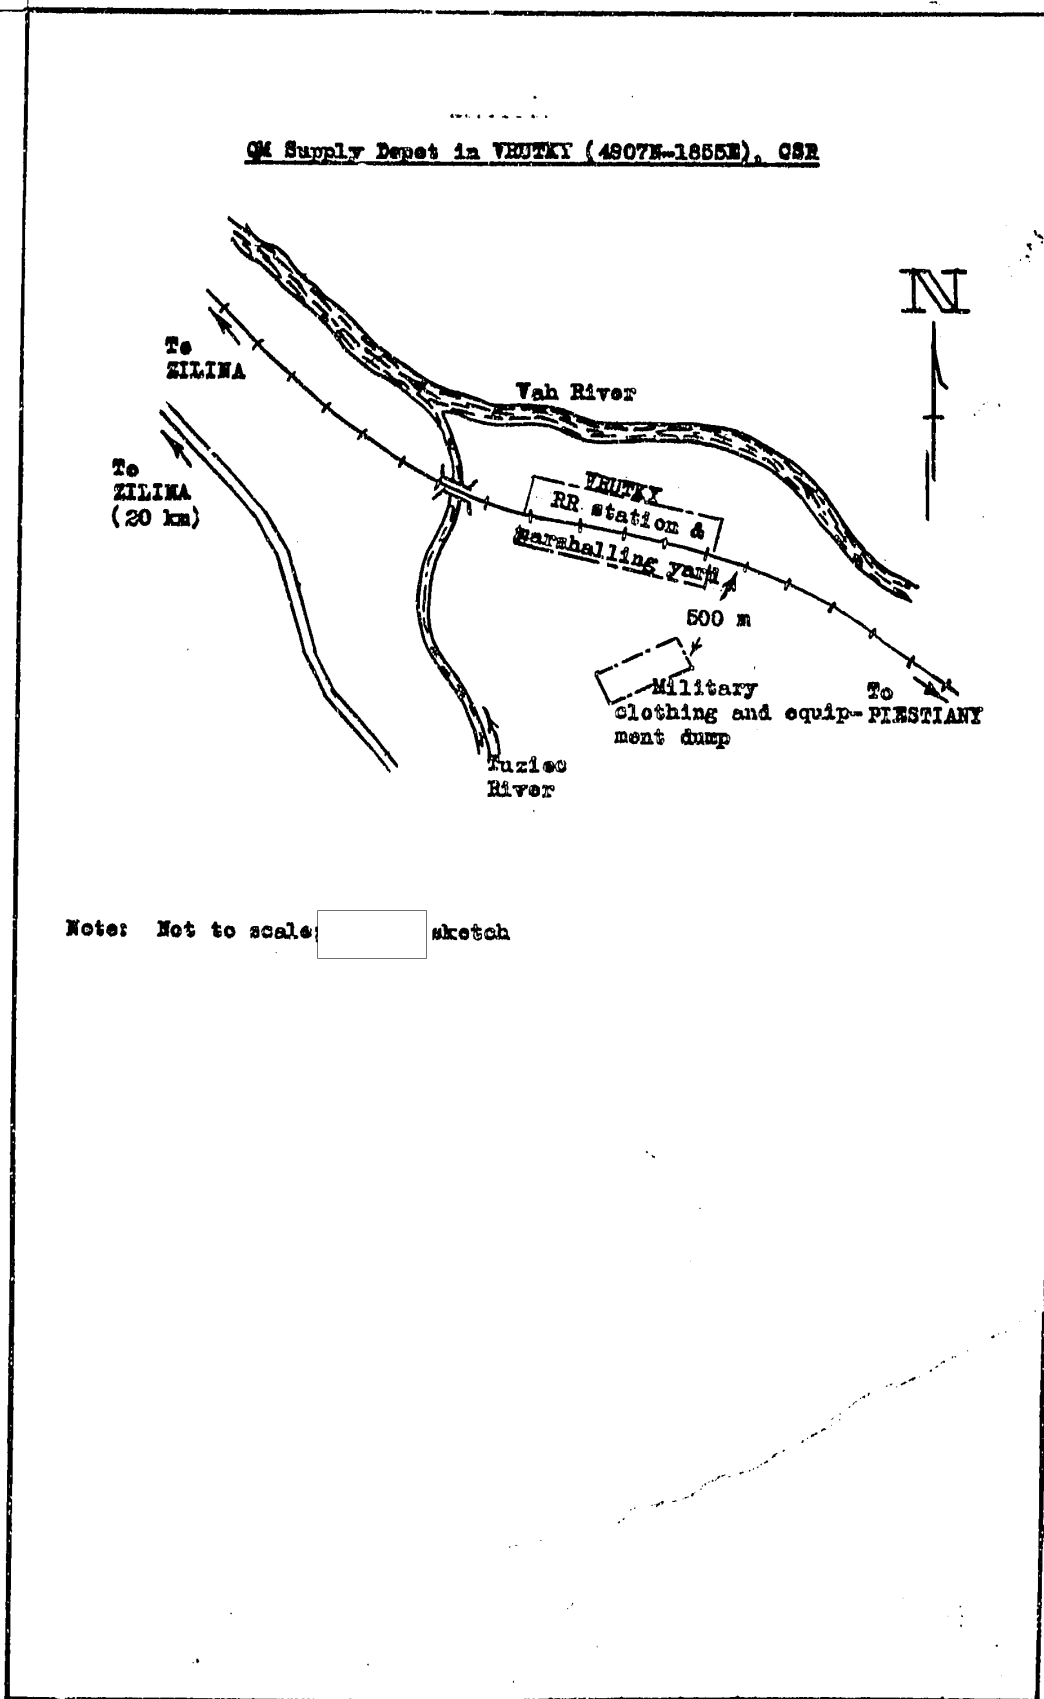 QM Supply Depot in VRUTKY (4907N-1855E), CSR
N
To
ZILINA
Vah River
To
ZILINA
(20 km)
VRUTKY
RR station &
marshalling yard
500 m
Military
clothing and equip-
ment dump
To
PIESTIANY
Tuziec
River
Note: Not to scale; sketch